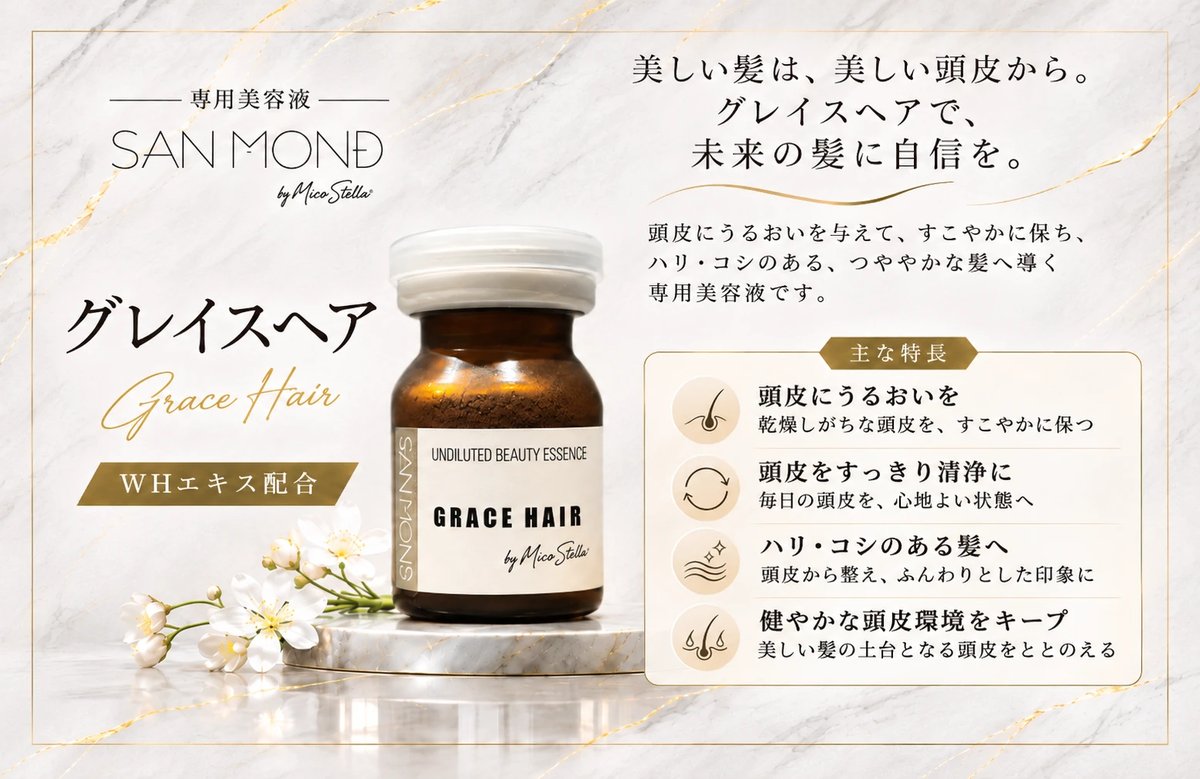 専用美容液
SAN MOND
by Mico Stella
グレイスヘア
Grace Hair
WHエキス配合
SANMONS
UNDILUTED BEAUTY ESSENCE
GRACE HAIR
by Mico Stella
美しい髪は、美しい頭皮から。
グレイスヘアで、
未来の髪に自信を。
頭皮にうるおいを与えて、すこやかに保ち、
ハリ・コシのある、つややかな髪へ導く
専用美容液です。
主な特長
頭皮にうるおいを
乾燥しがちな頭皮を、すこやかに保つ
頭皮をすっきり清浄に
毎日の頭皮を、心地よい状態へ
ハリ・コシのある髪へ
頭皮から整え、ふんわりとした印象に
健やかな頭皮環境をキープ
美しい髪の土台となる頭皮をととのえる